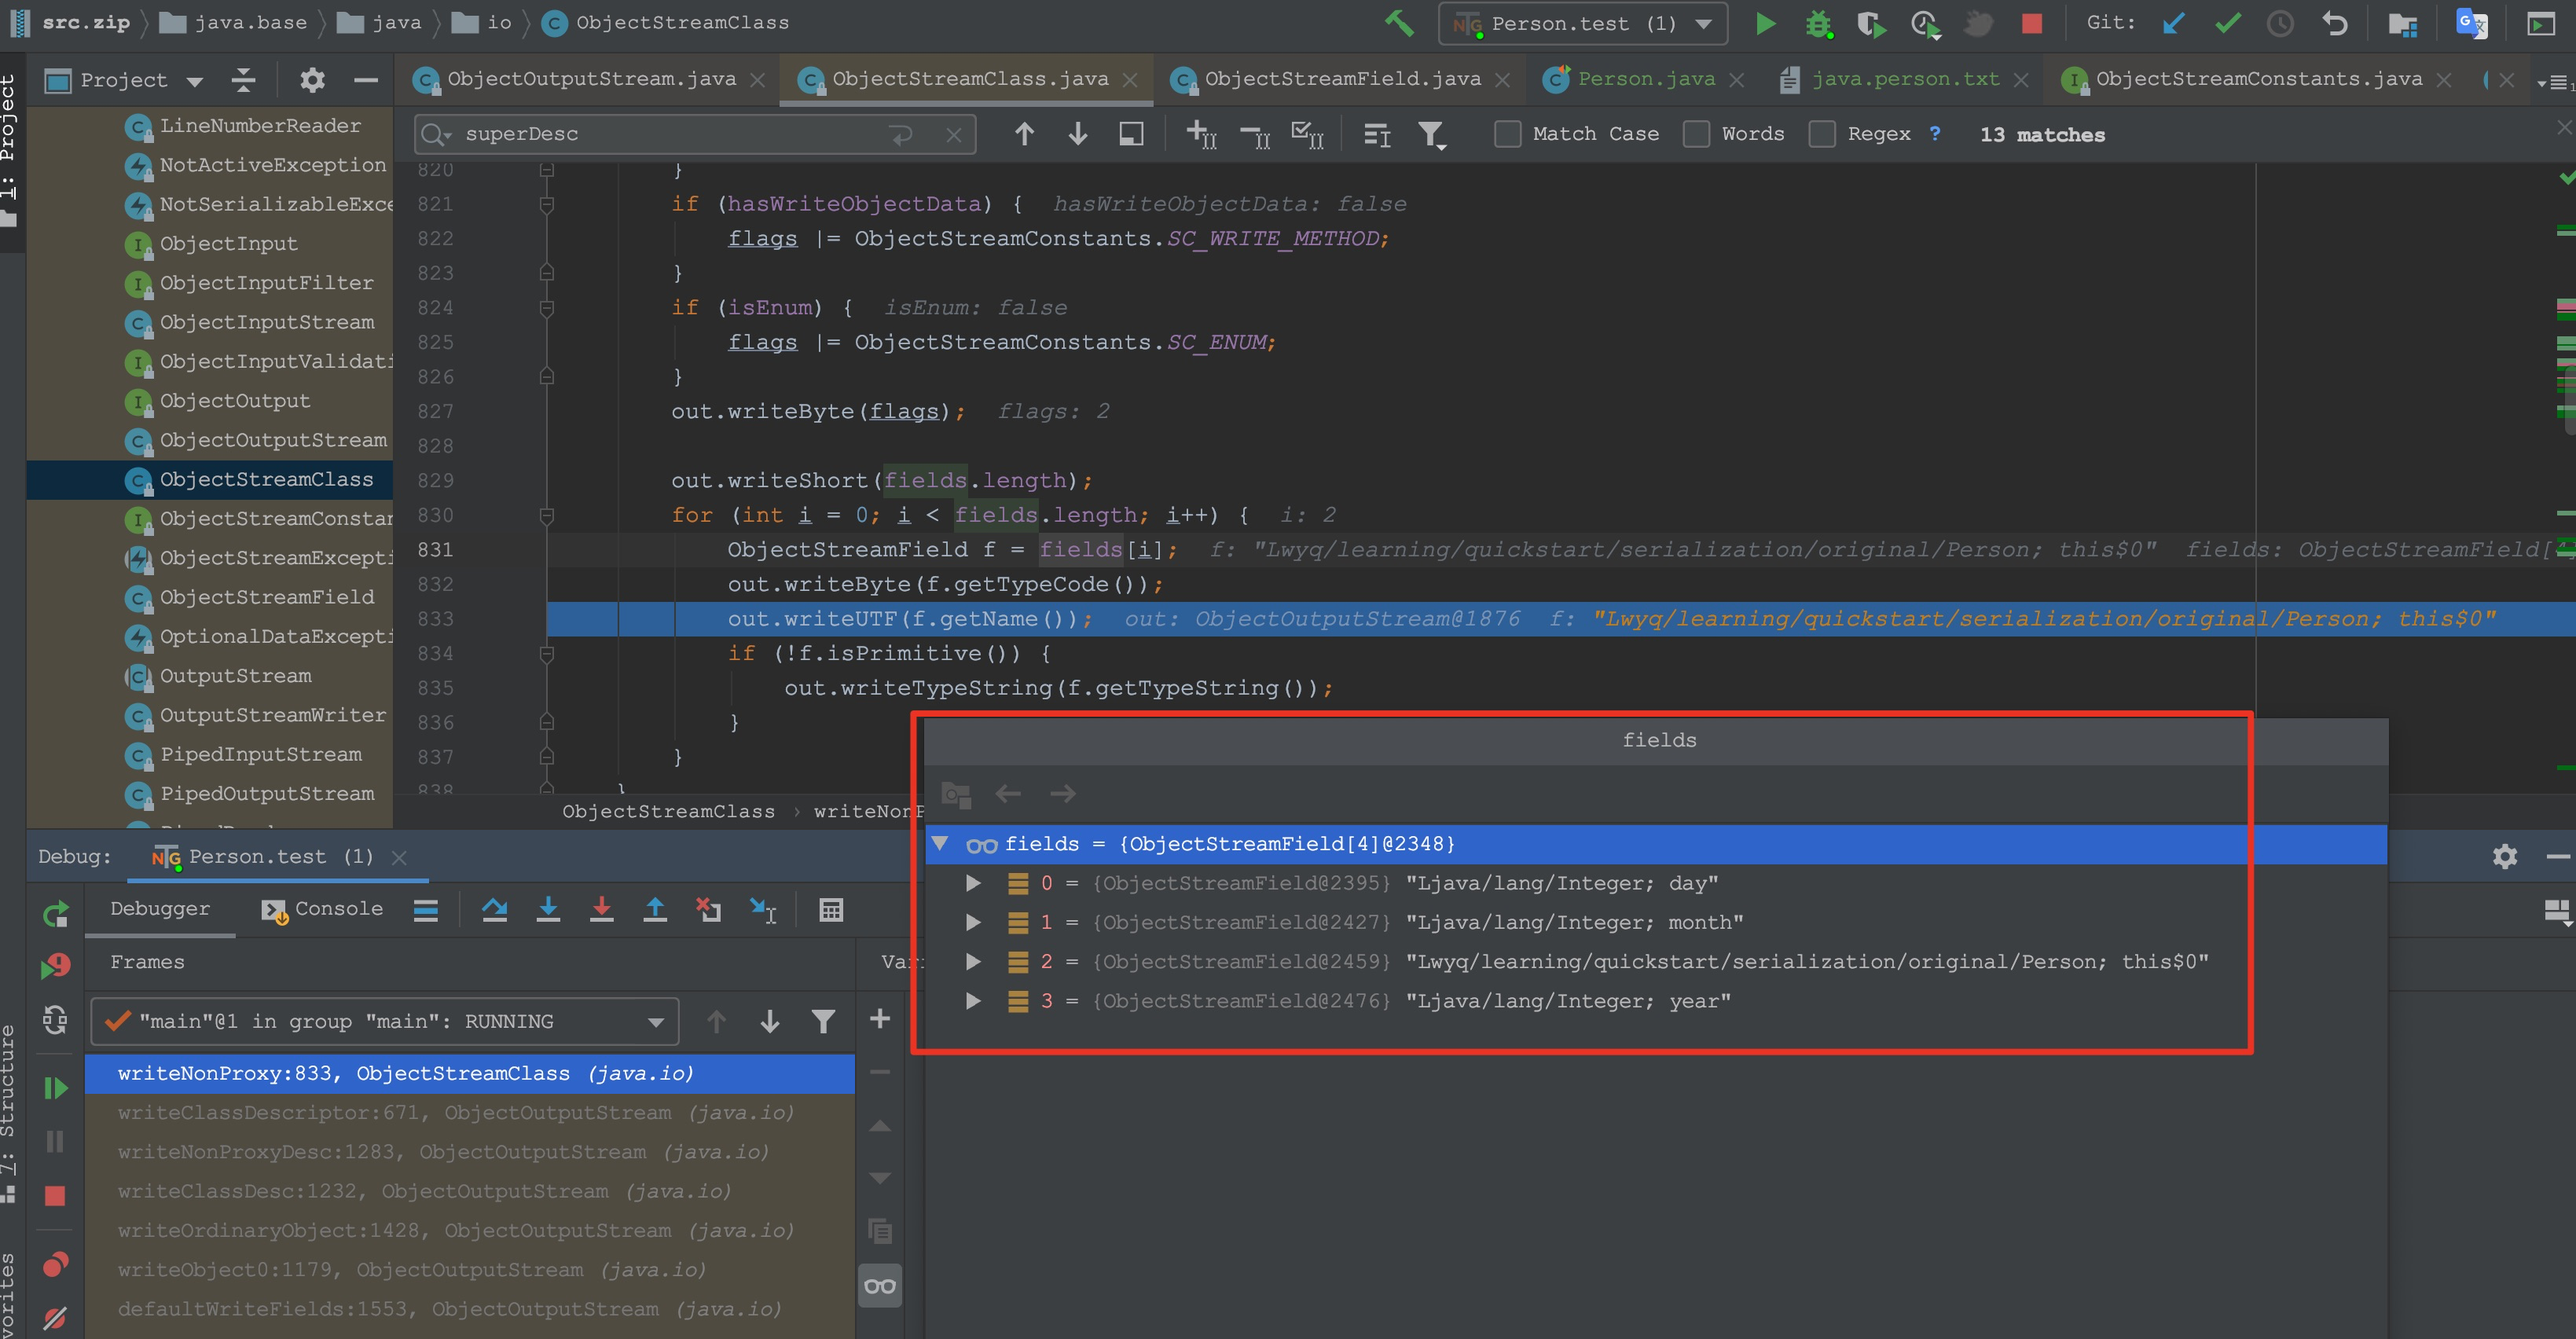 src.zip java.base java io ObjectStreamClass Person.test (1) Git:
1: Project
Project ObjectOutputStream.java ObjectStreamClass.java ObjectStreamField.java Person.java java.person.txt ObjectStreamConstants.java
superDesc Match Case Words Regex ? 13 matches
LineNumberReader
NotActiveException
NotSerializableExce
ObjectInput
ObjectInputFilter
ObjectInputStream
ObjectInputValidati
ObjectOutput
ObjectOutputStream
ObjectStreamClass
ObjectStreamConstan
ObjectStreamExcepti
ObjectStreamField
OptionalDataExcepti
OutputStream
OutputStreamWriter
PipedInputStream
PipedOutputStream
820 }
821 if (hasWriteObjectData) { hasWriteObjectData: false
822 flags |= ObjectStreamConstants.SC_WRITE_METHOD;
823 }
824 if (isEnum) { isEnum: false
825 flags |= ObjectStreamConstants.SC_ENUM;
826 }
827 out.writeByte(flags); flags: 2
828
829 out.writeShort(fields.length);
830 for (int i = 0; i < fields.length; i++) { i: 2
831 ObjectStreamField f = fields[i]; f: "Lwyq/learning/quickstart/serialization/original/Person; this$0" fields: ObjectStreamField[4]
832 out.writeByte(f.getTypeCode());
833 out.writeUTF(f.getName()); out: ObjectOutputStream@1876 f: "Lwyq/learning/quickstart/serialization/original/Person; this$0"
834 if (!f.isPrimitive()) {
835 out.writeTypeString(f.getTypeString());
836 }
837 }
838 }
ObjectStreamClass › writeNonP
fields
fields = {ObjectStreamField[4]@2348}
0 = {ObjectStreamField@2395} "Ljava/lang/Integer; day"
1 = {ObjectStreamField@2427} "Ljava/lang/Integer; month"
2 = {ObjectStreamField@2459} "Lwyq/learning/quickstart/serialization/original/Person; this$0"
3 = {ObjectStreamField@2476} "Ljava/lang/Integer; year"
Debug: Person.test (1)
Debugger Console
Frames Var
"main"@1 in group "main": RUNNING
writeNonProxy:833, ObjectStreamClass (java.io)
writeClassDescriptor:671, ObjectOutputStream (java.io)
writeNonProxyDesc:1283, ObjectOutputStream (java.io)
writeClassDesc:1232, ObjectOutputStream (java.io)
writeOrdinaryObject:1428, ObjectOutputStream (java.io)
writeObject0:1179, ObjectOutputStream (java.io)
defaultWriteFields:1553, ObjectOutputStream (java.io)
7: Structure
vorites